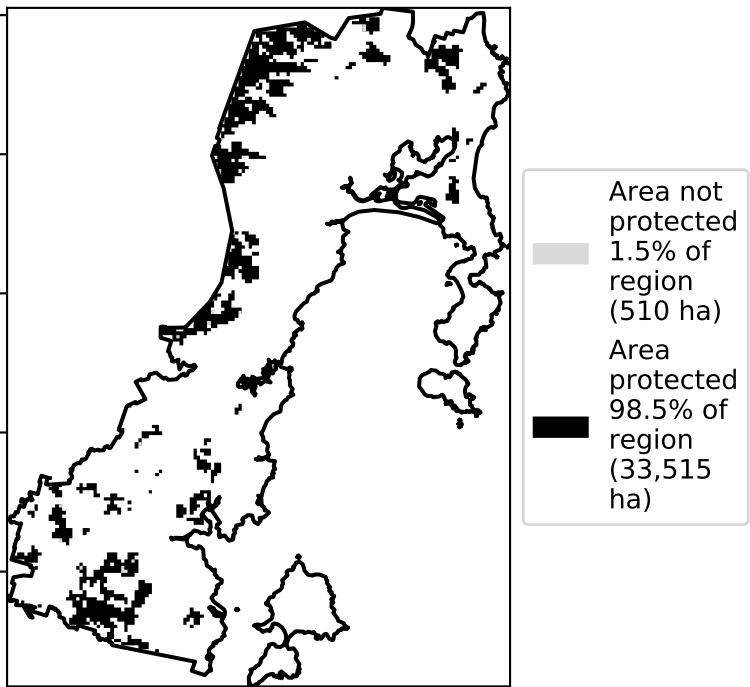 Area not
protected
1.5% of
region
(510 ha)
Area
protected
98.5% of
region
(33,515
ha)